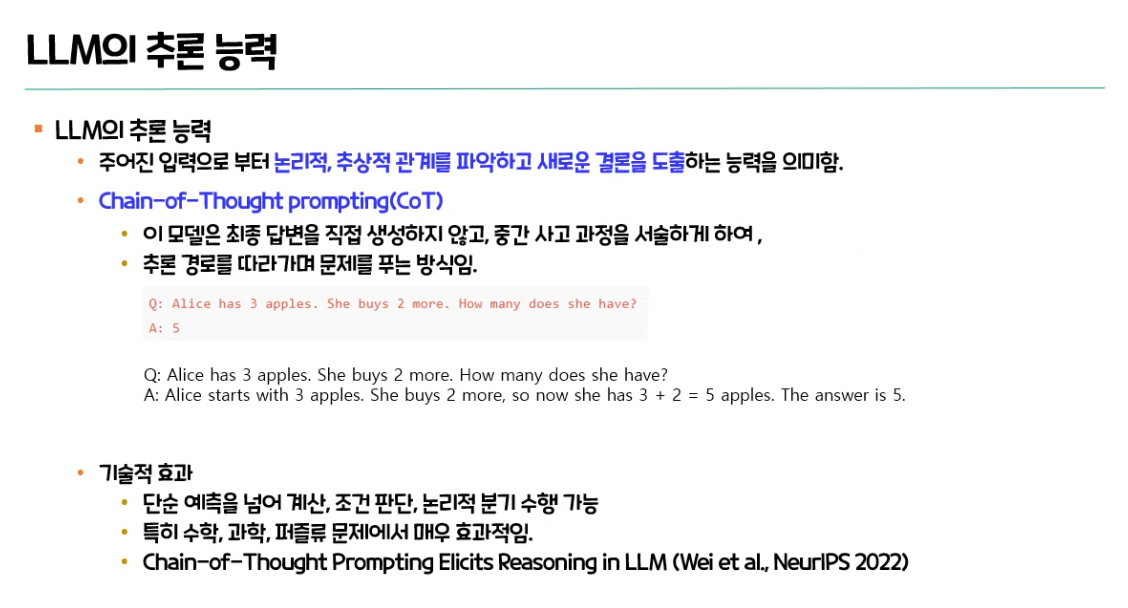 LLM의 추론 능력
▪ LLM의 추론 능력
• 주어진 입력으로 부터 논리적, 추상적 관계를 파악하고 새로운 결론을 도출하는 능력을 의미함.
• Chain-of-Thought prompting(CoT)
• 이 모델은 최종 답변을 직접 생성하지 않고, 중간 사고 과정을 서술하게 하여 ,
• 추론 경로를 따라가며 문제를 푸는 방식임.
Q: Alice has 3 apples. She buys 2 more. How many does she have?
A: 5
Q: Alice has 3 apples. She buys 2 more. How many does she have?
A: Alice starts with 3 apples. She buys 2 more, so now she has 3 + 2 = 5 apples. The answer is 5.
• 기술적 효과
• 단순 예측을 넘어 계산, 조건 판단, 논리적 분기 수행 가능
• 특히 수학, 과학, 퍼즐류 문제에서 매우 효과적임.
• Chain-of-Thought Prompting Elicits Reasoning in LLM (Wei et al., NeurIPS 2022)